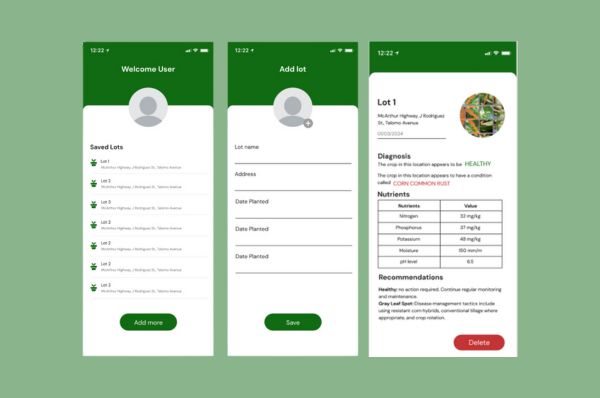 12:22
Welcome User
Saved Lots
Lot 1
McArthur Highway, J Rodriguez St., Talomo Avenue
Lot 2
McArthur Highway, J Rodriguez St., Talomo Avenue
Lot 3
McArthur Highway, J Rodriguez St., Talomo Avenue
Lot 2
McArthur Highway, J Rodriguez St., Talomo Avenue
Lot 2
McArthur Highway, J Rodriguez St., Talomo Avenue
Lot 2
McArthur Highway, J Rodriguez St., Talomo Avenue
Lot 2
McArthur Highway, J Rodriguez St., Talomo Avenue
Add more
12:22
Add lot
Lot name
Address
Date Planted
Date Planted
Date Planted
Save
12:22
Lot 1
McArthur Highway, J Rodriguez
St., Talomo Avenue
01/03/2024
Diagnosis
The crop in this location appears to be HEALTHY
The crop in this location appears to have a condition
called CORN COMMON RUST
Nutrients
Nutrients Value
Nitrogen 32 mg/kg
Phosphorus 37 mg/kg
Potassium 48 mg/kg
Moisture 150 mm/m
pH level 6.5
Recommendations
Healthy: no action required. Continue regular monitoring
and maintenance.
Gray Leaf Spot: Disease management tactics include
using resistant corn hybrids, conventional tillage where
appropriate, and crop rotation.
Delete